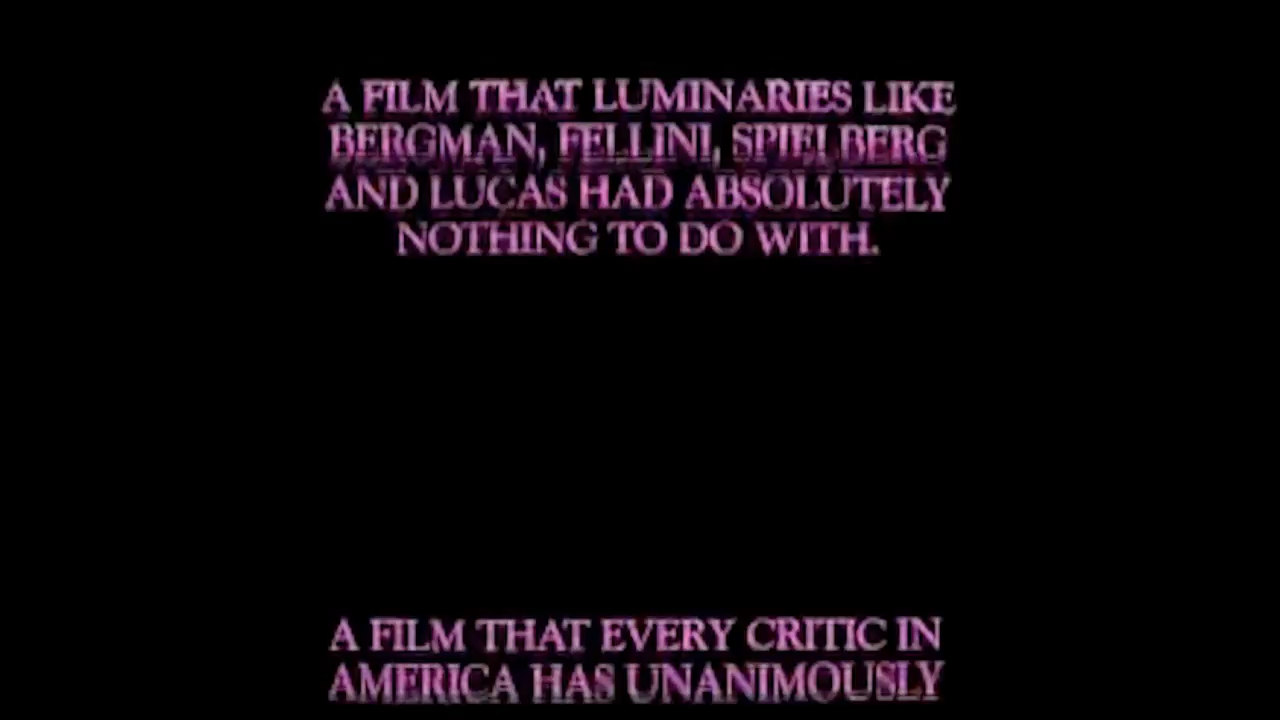 A FILM THAT LUMINARIES LIKE
BERGMAN, FELLINI, SPIELBERG
AND LUCAS HAD ABSOLUTELY
NOTHING TO DO WITH.
A FILM THAT EVERY CRITIC IN
AMERICA HAS UNANIMOUSLY